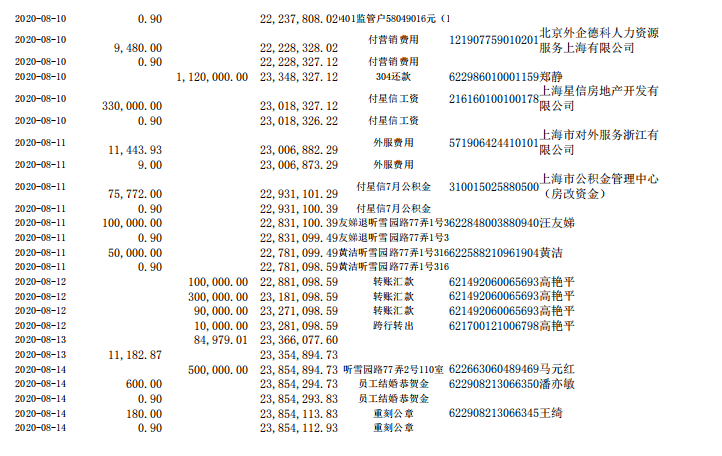 2020-08-10 0.90 22,237,808.02 401监管户58049016元（1
2020-08-10 9,480.00 22,228,328.02 付营销费用 121907759010201 北京外企德科人力资源
服务上海有限公司
2020-08-10 0.90 22,228,327.12 付营销费用
2020-08-10 1,120,000.00 23,348,327.12 304还款 622986010001159 郑静
2020-08-10 330,000.00 23,018,327.12 付星信工资 216160100100178 上海星信房地产开发有
限公司
2020-08-10 0.90 23,018,326.22 付星信工资
2020-08-11 11,443.93 23,006,882.29 外服费用 571906424410101 上海市对外服务浙江有
限公司
2020-08-11 9.00 23,006,873.29 外服费用
2020-08-11 75,772.00 22,931,101.29 付星信7月公积金 310015025880500 上海市公积金管理中心
（房改资金）
2020-08-11 0.90 22,931,100.39 付星信7月公积金
2020-08-11 100,000.00 22,831,100.39 友娣退听雪园路77弄1号3 622848003880940 汪友娣
2020-08-11 0.90 22,831,099.49 友娣退听雪园路77弄1号3
2020-08-11 50,000.00 22,781,099.49 黄洁听雪园路77弄1号316 622588210961904 黄洁
2020-08-11 0.90 22,781,098.59 黄洁听雪园路77弄1号316
2020-08-12 100,000.00 22,881,098.59 转账汇款 621492060065693 高艳平
2020-08-12 300,000.00 23,181,098.59 转账汇款 621492060065693 高艳平
2020-08-12 90,000.00 23,271,098.59 转账汇款 621492060065693 高艳平
2020-08-12 10,000.00 23,281,098.59 跨行转出 621700121006798 高艳平
2020-08-13 84,979.01 23,366,077.60
2020-08-13 11,182.87 23,354,894.73
2020-08-14 500,000.00 23,854,894.73 听雪园路77弄2号110室 622663060489469 马元红
2020-08-14 600.00 23,854,294.73 员工结婚恭贺金 622908213066350 潘亦敏
2020-08-14 0.90 23,854,293.83 员工结婚恭贺金
2020-08-14 180.00 23,854,113.83 重刻公章 622908213066345 王绮
2020-08-14 0.90 23,854,112.93 重刻公章